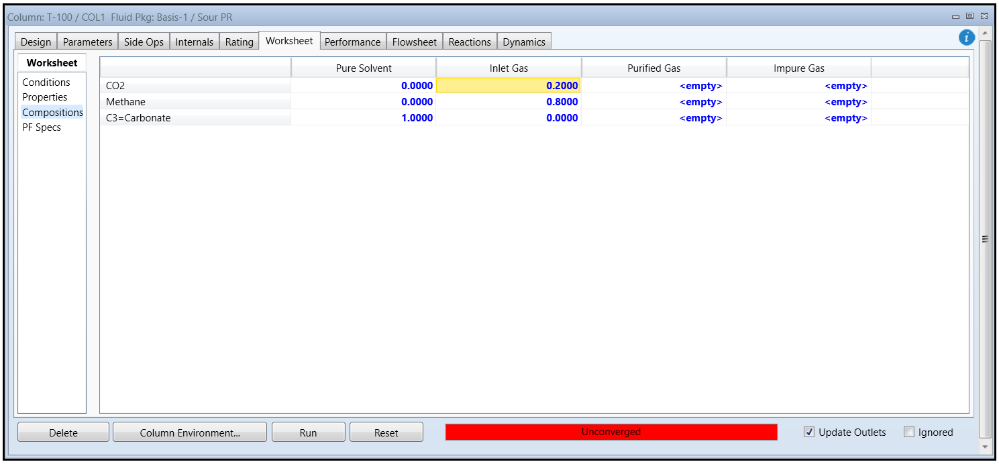 Column: T-100 / COL1 Fluid Pkg: Basis-1 / Sour PR
Design Parameters Side Ops Internals Rating Worksheet Performance Flowsheet Reactions Dynamics
i
Worksheet
Conditions
Properties
Compositions
PF Specs
Pure Solvent Inlet Gas Purified Gas Impure Gas
CO2 0.0000 0.2000 <empty> <empty>
Methane 0.0000 0.8000 <empty> <empty>
C3=Carbonate 1.0000 0.0000 <empty> <empty>
Delete Column Environment... Run Reset Unconverged Update Outlets Ignored